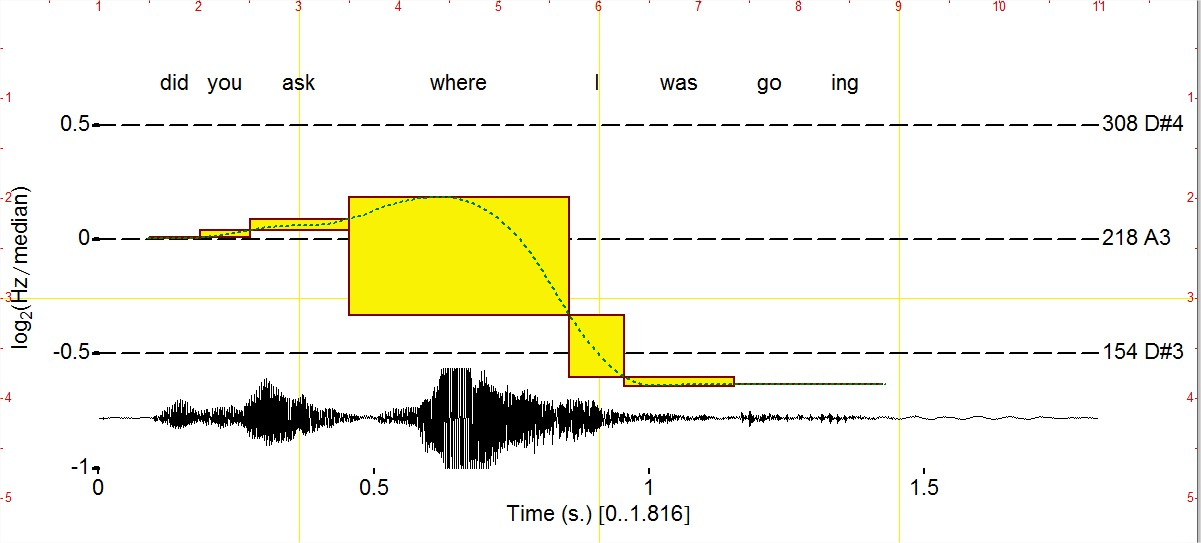 1 2 3 4 5 6 7 8 9 10 11
did you ask where I was go ing
-1 1-
0.5 308 D#4
-2 2-
0 218 A3
-3 3-
-0.5 154 D#3
-4 4-
-1
0 0.5 1 1.5
-5 5-
Time (s.) [0..1.816]
log₂(Hz / median)